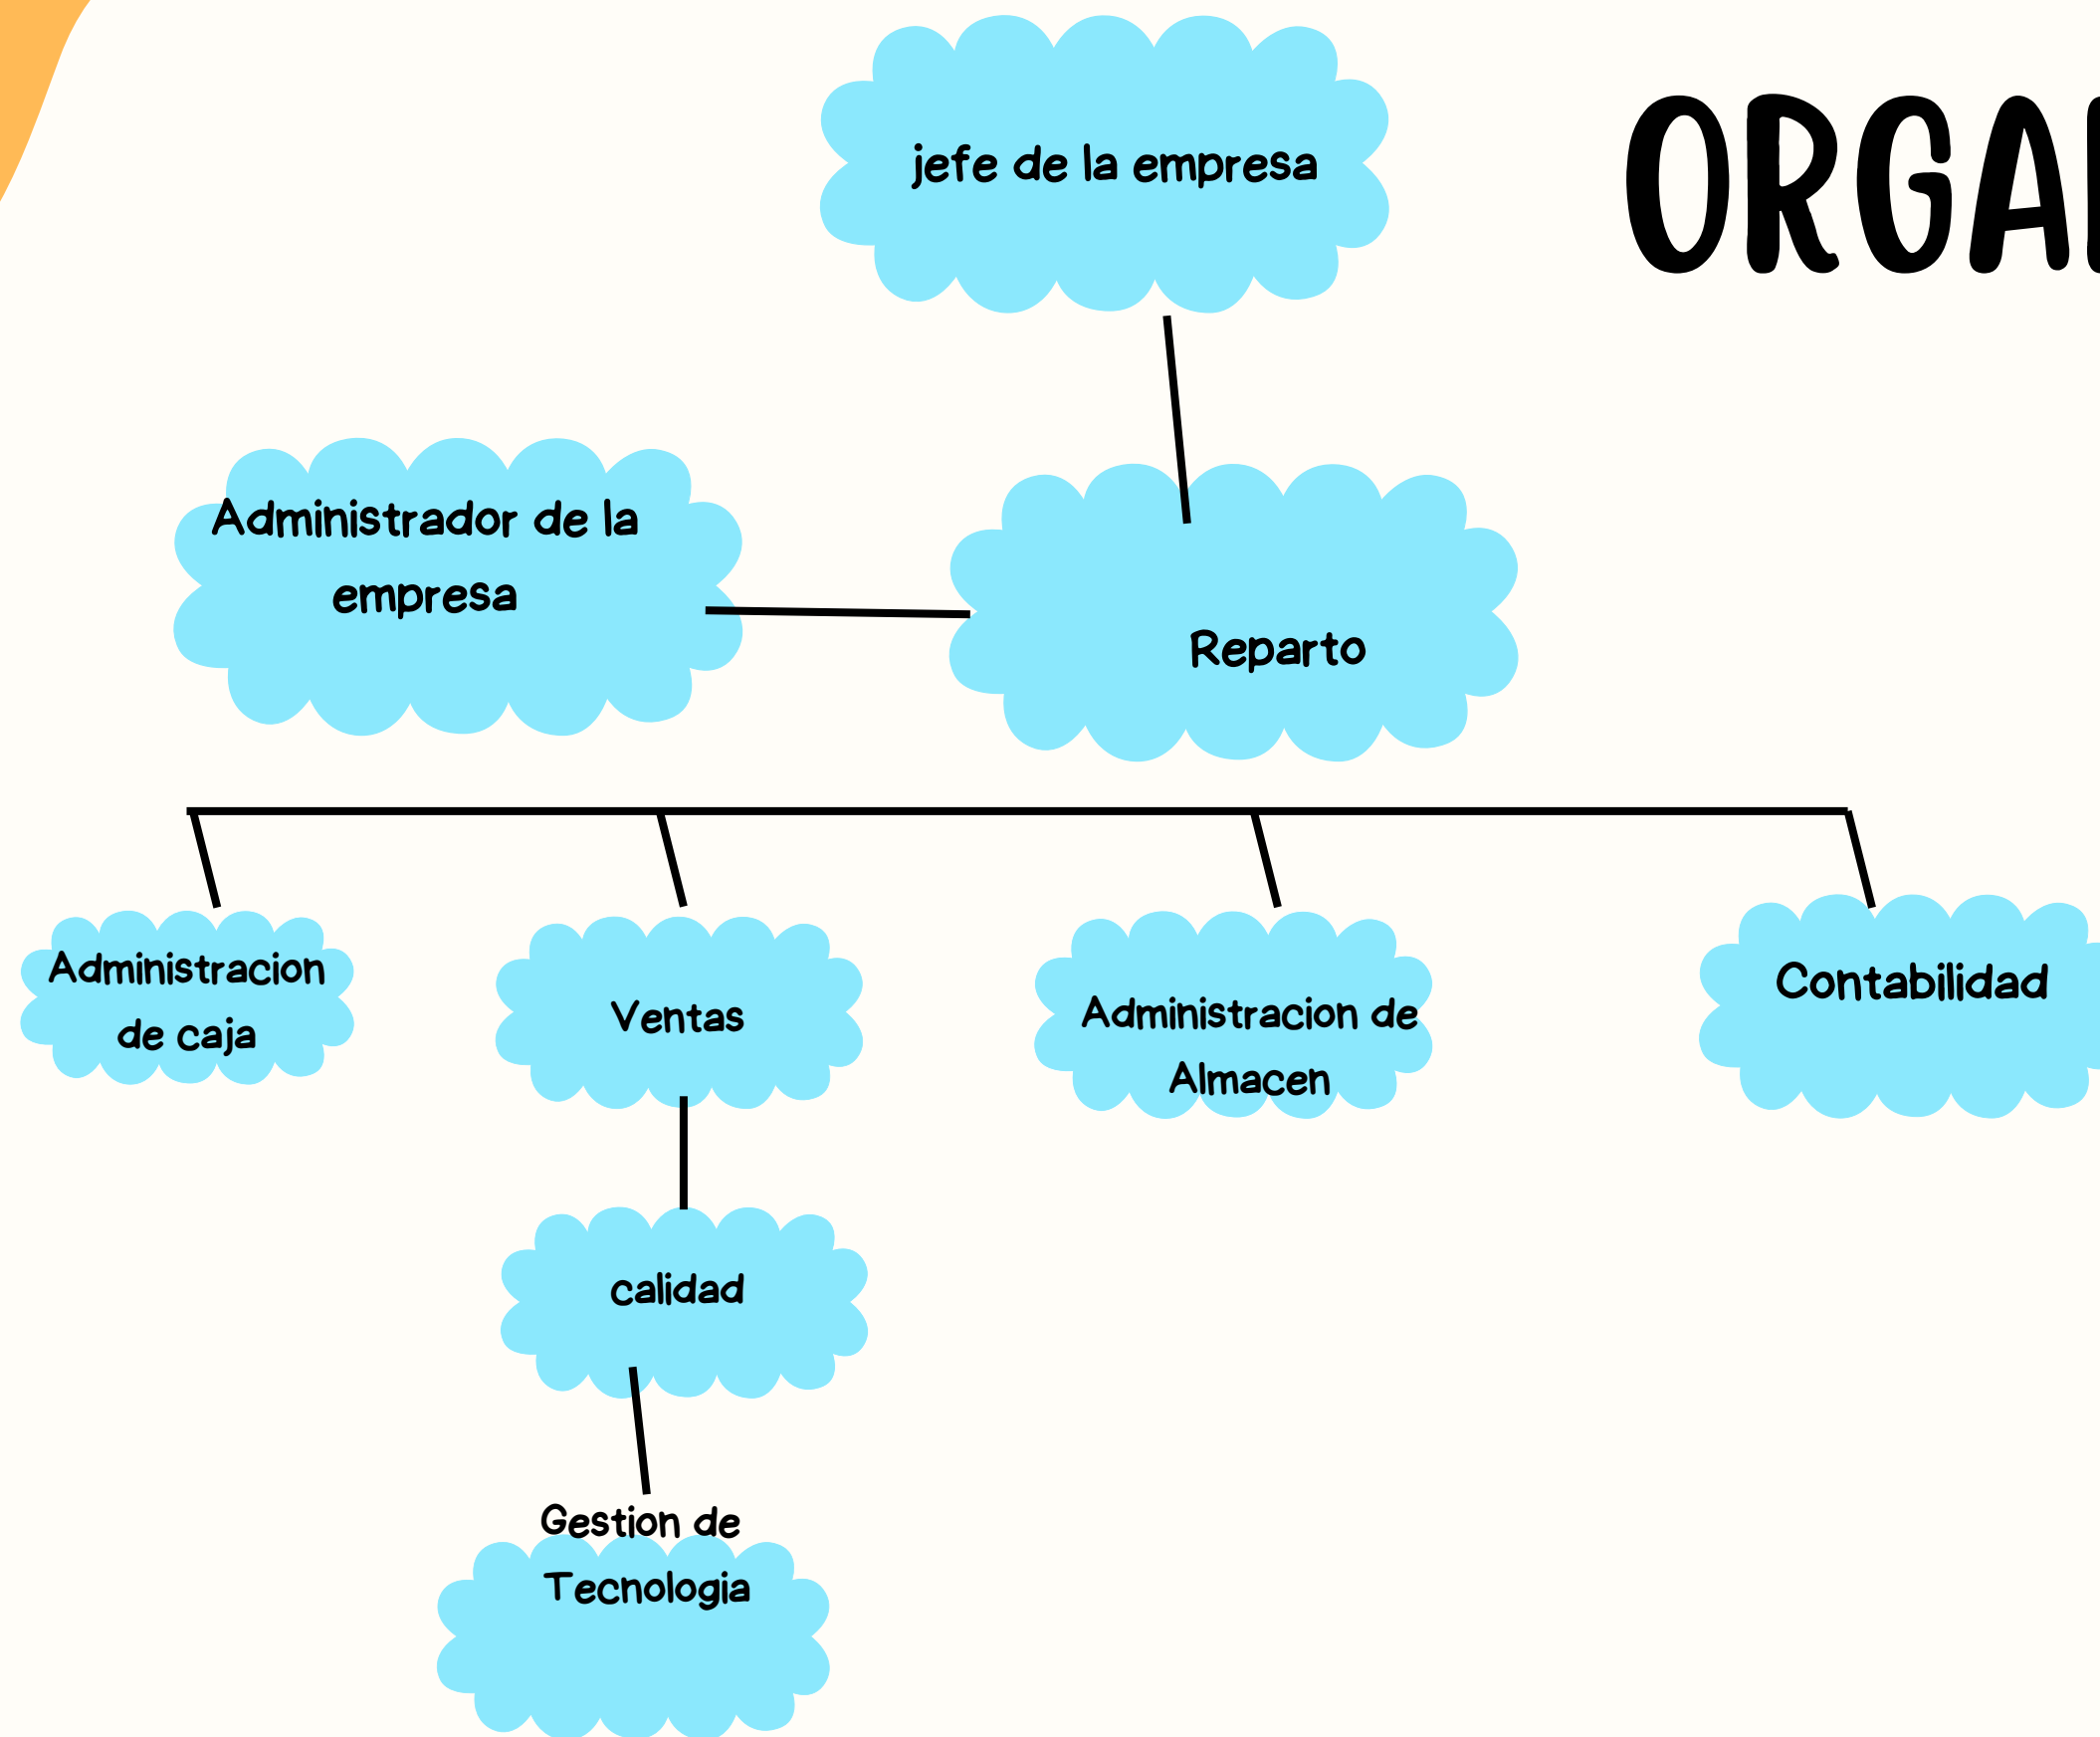 ORGA
jefe de la empresa
Administrador de la
empresa
Reparto
Administracion
de caja
Ventas
Administracion de
Almacen
Contabilidad
calidad
Gestion de
Tecnologia